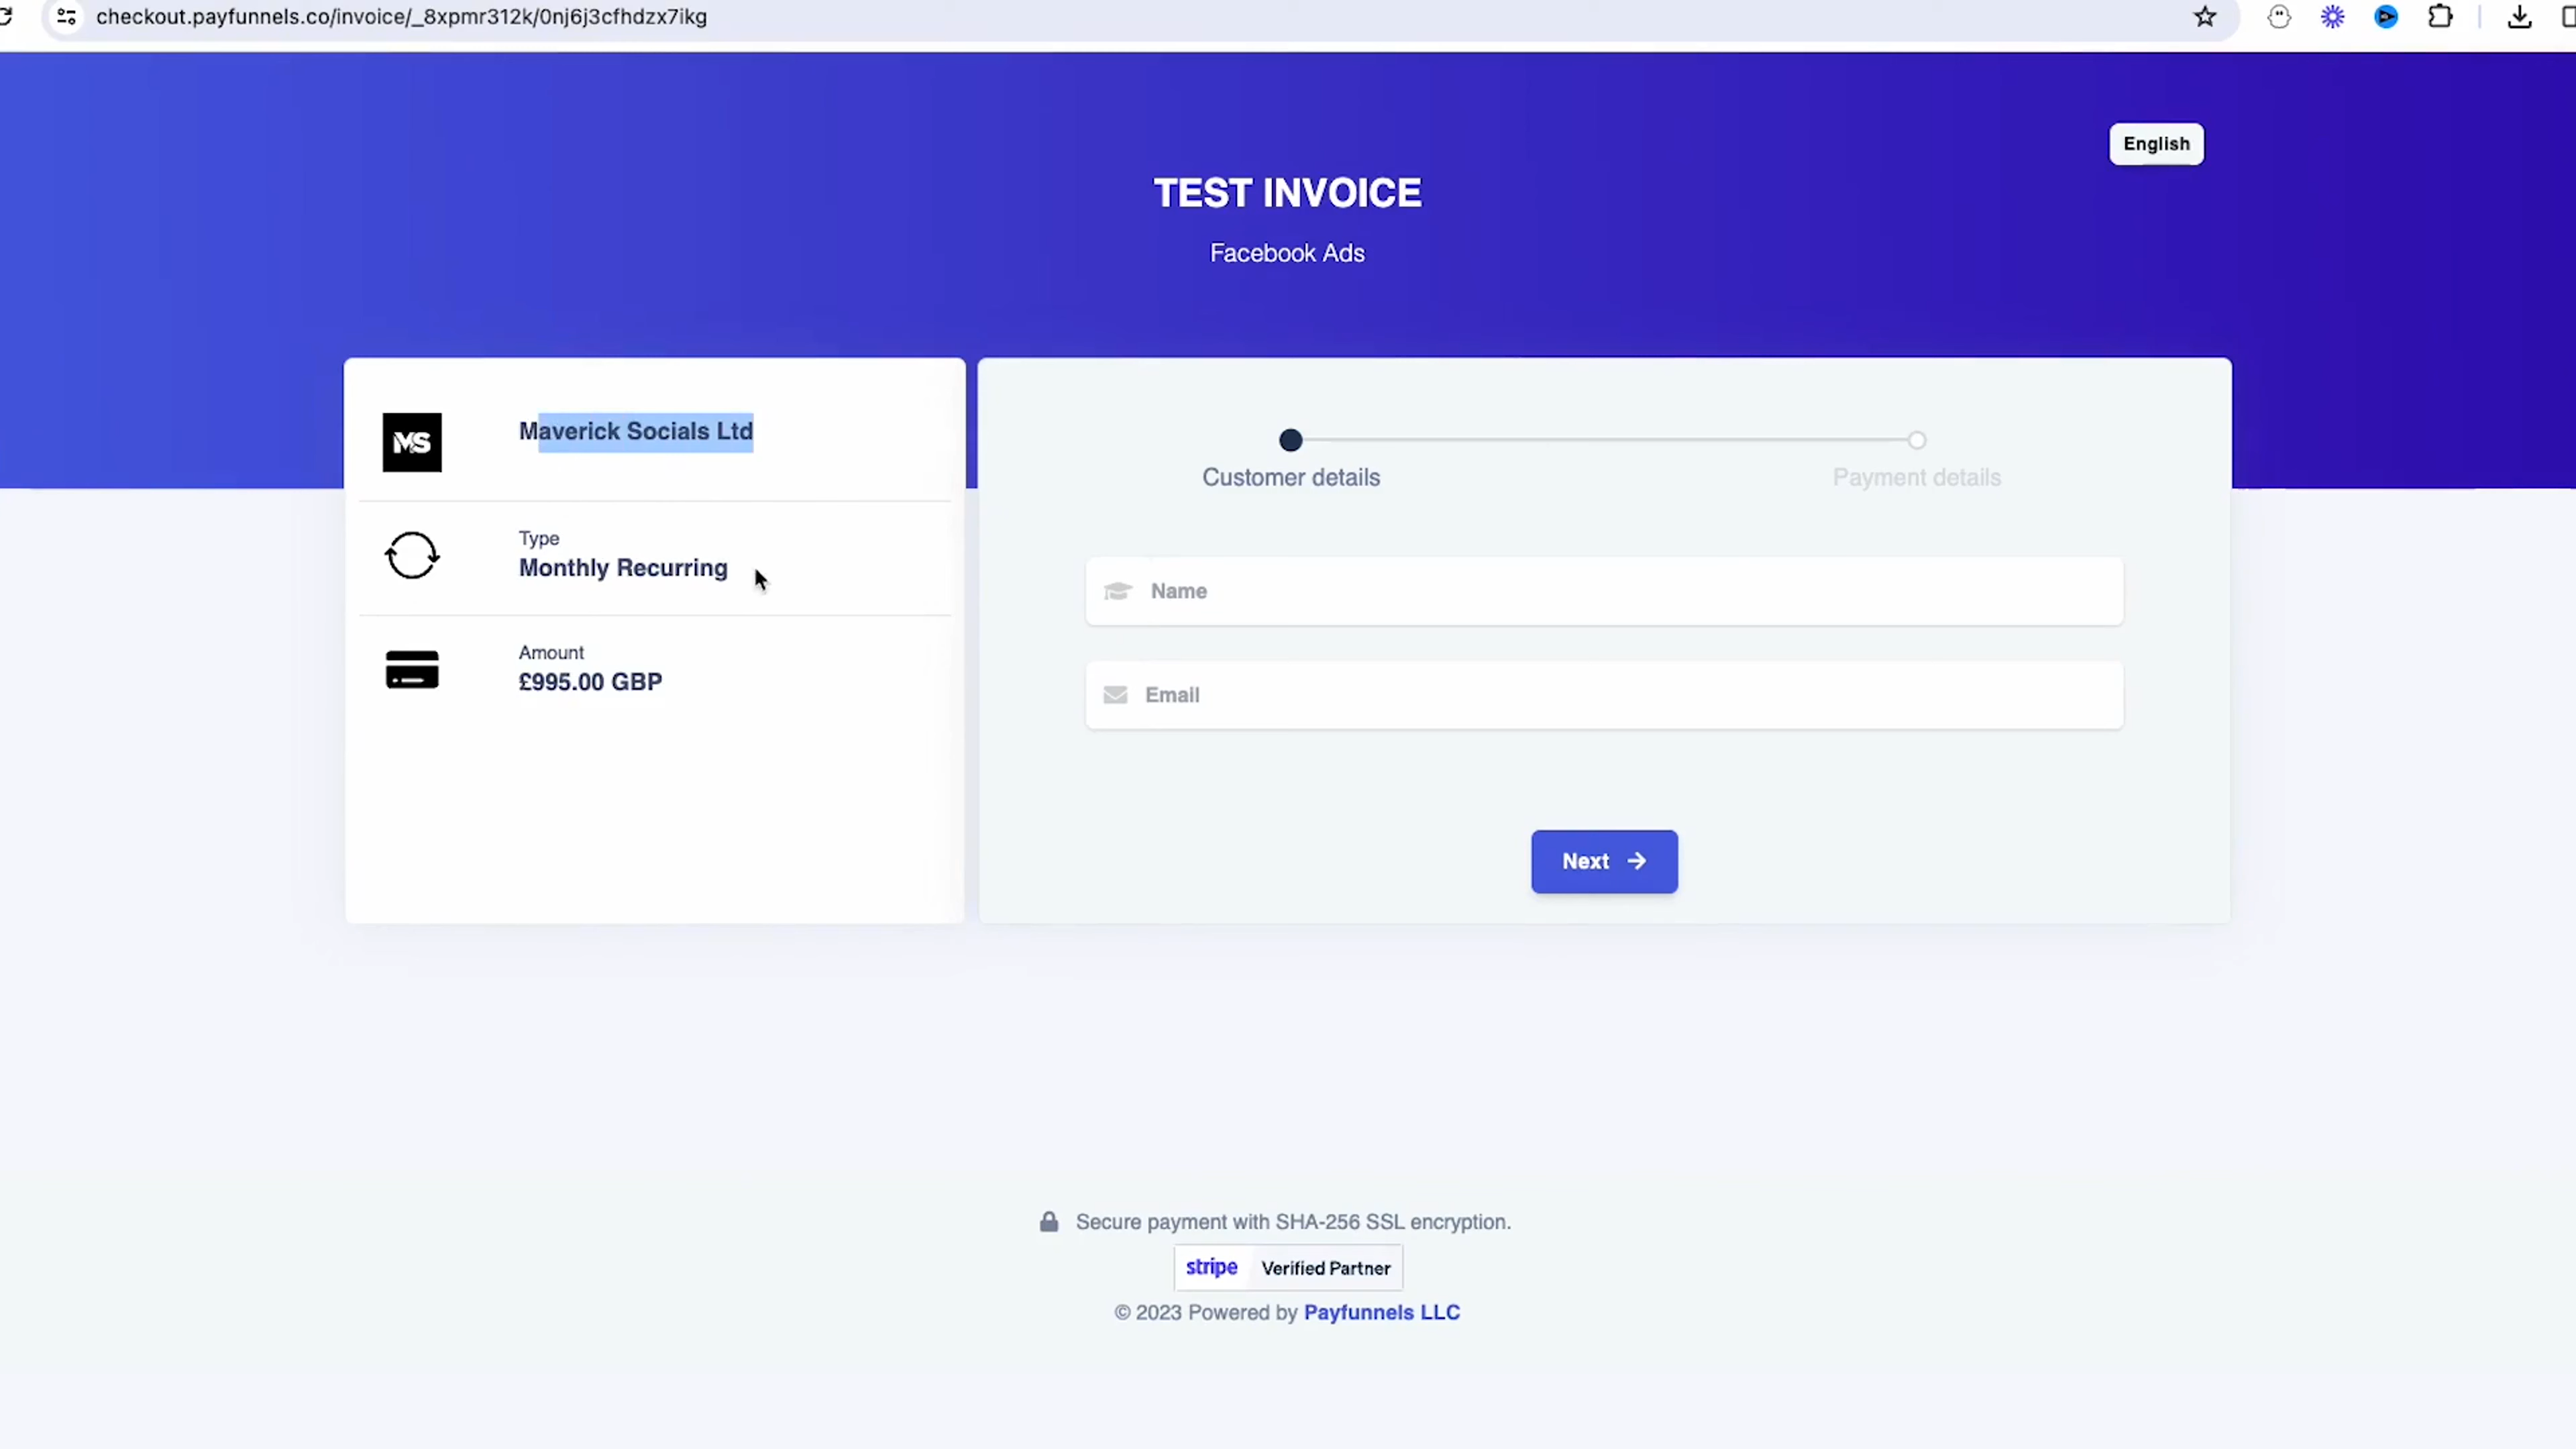 checkout.payfunnels.co/invoice/_8xpmr312k/0nj6j3cfhdzx7ikg
English
TEST INVOICE
Facebook Ads
MS
Maverick Socials Ltd
Type
Monthly Recurring
Amount
£995.00 GBP
Customer details
Payment details
Name
Email
Next
Secure payment with SHA-256 SSL encryption.
stripe Verified Partner
© 2023 Powered by Payfunnels LLC